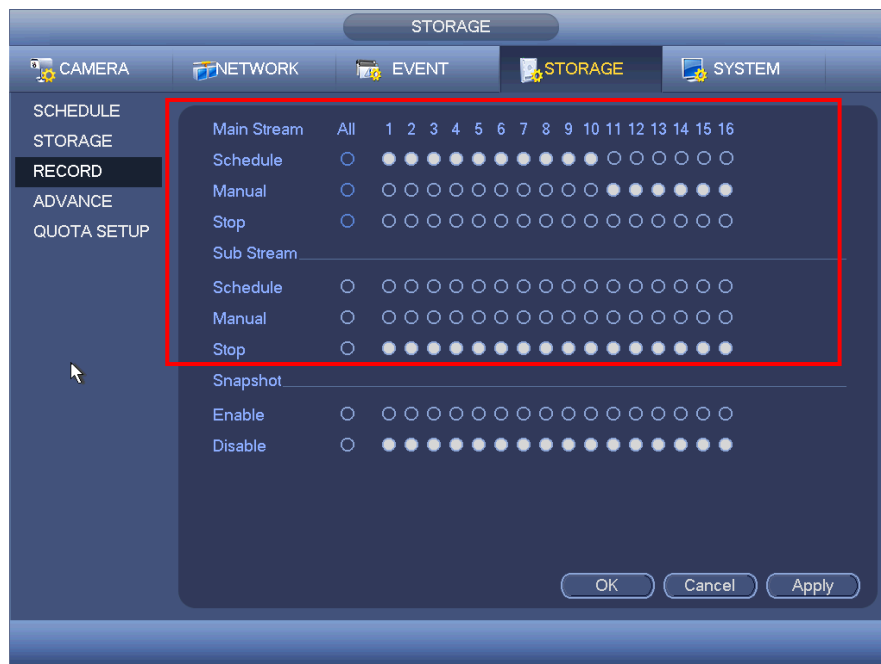 STORAGE
CAMERA NETWORK EVENT STORAGE SYSTEM
SCHEDULE
STORAGE
RECORD
ADVANCE
QUOTA SETUP
Main Stream All 1 2 3 4 5 6 7 8 9 10 11 12 13 14 15 16
Schedule
Manual
Stop
Sub Stream
Schedule
Manual
Stop
Snapshot
Enable
Disable
OK Cancel Apply